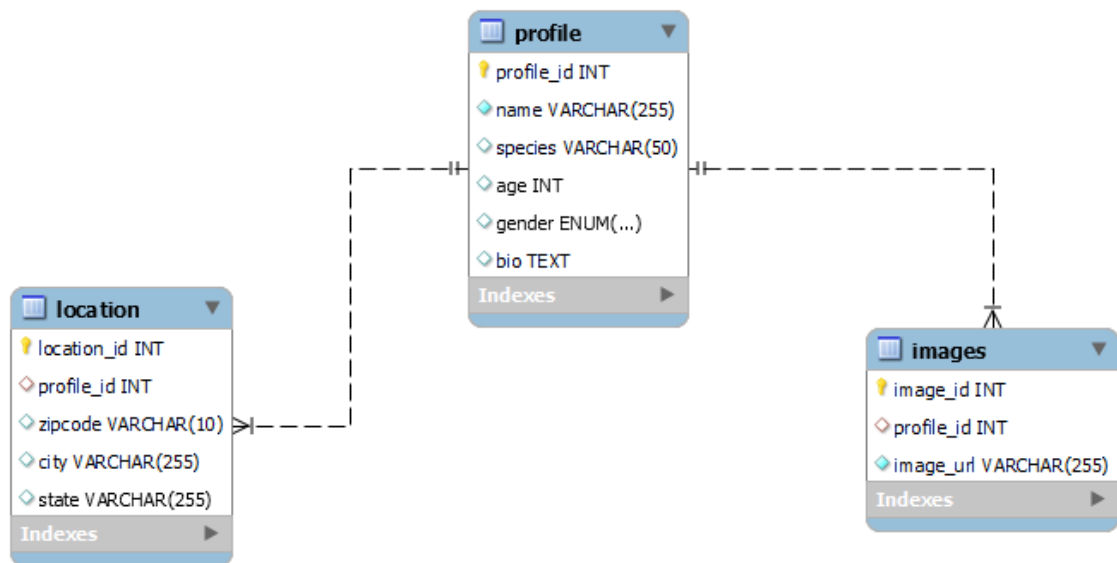 profile
profile_id INT
name VARCHAR(255)
species VARCHAR(50)
age INT
gender ENUM(...)
bio TEXT
Indexes
location
location_id INT
profile_id INT
zipcode VARCHAR(10)
city VARCHAR(255)
state VARCHAR(255)
Indexes
images
image_id INT
profile_id INT
image_url VARCHAR(255)
Indexes